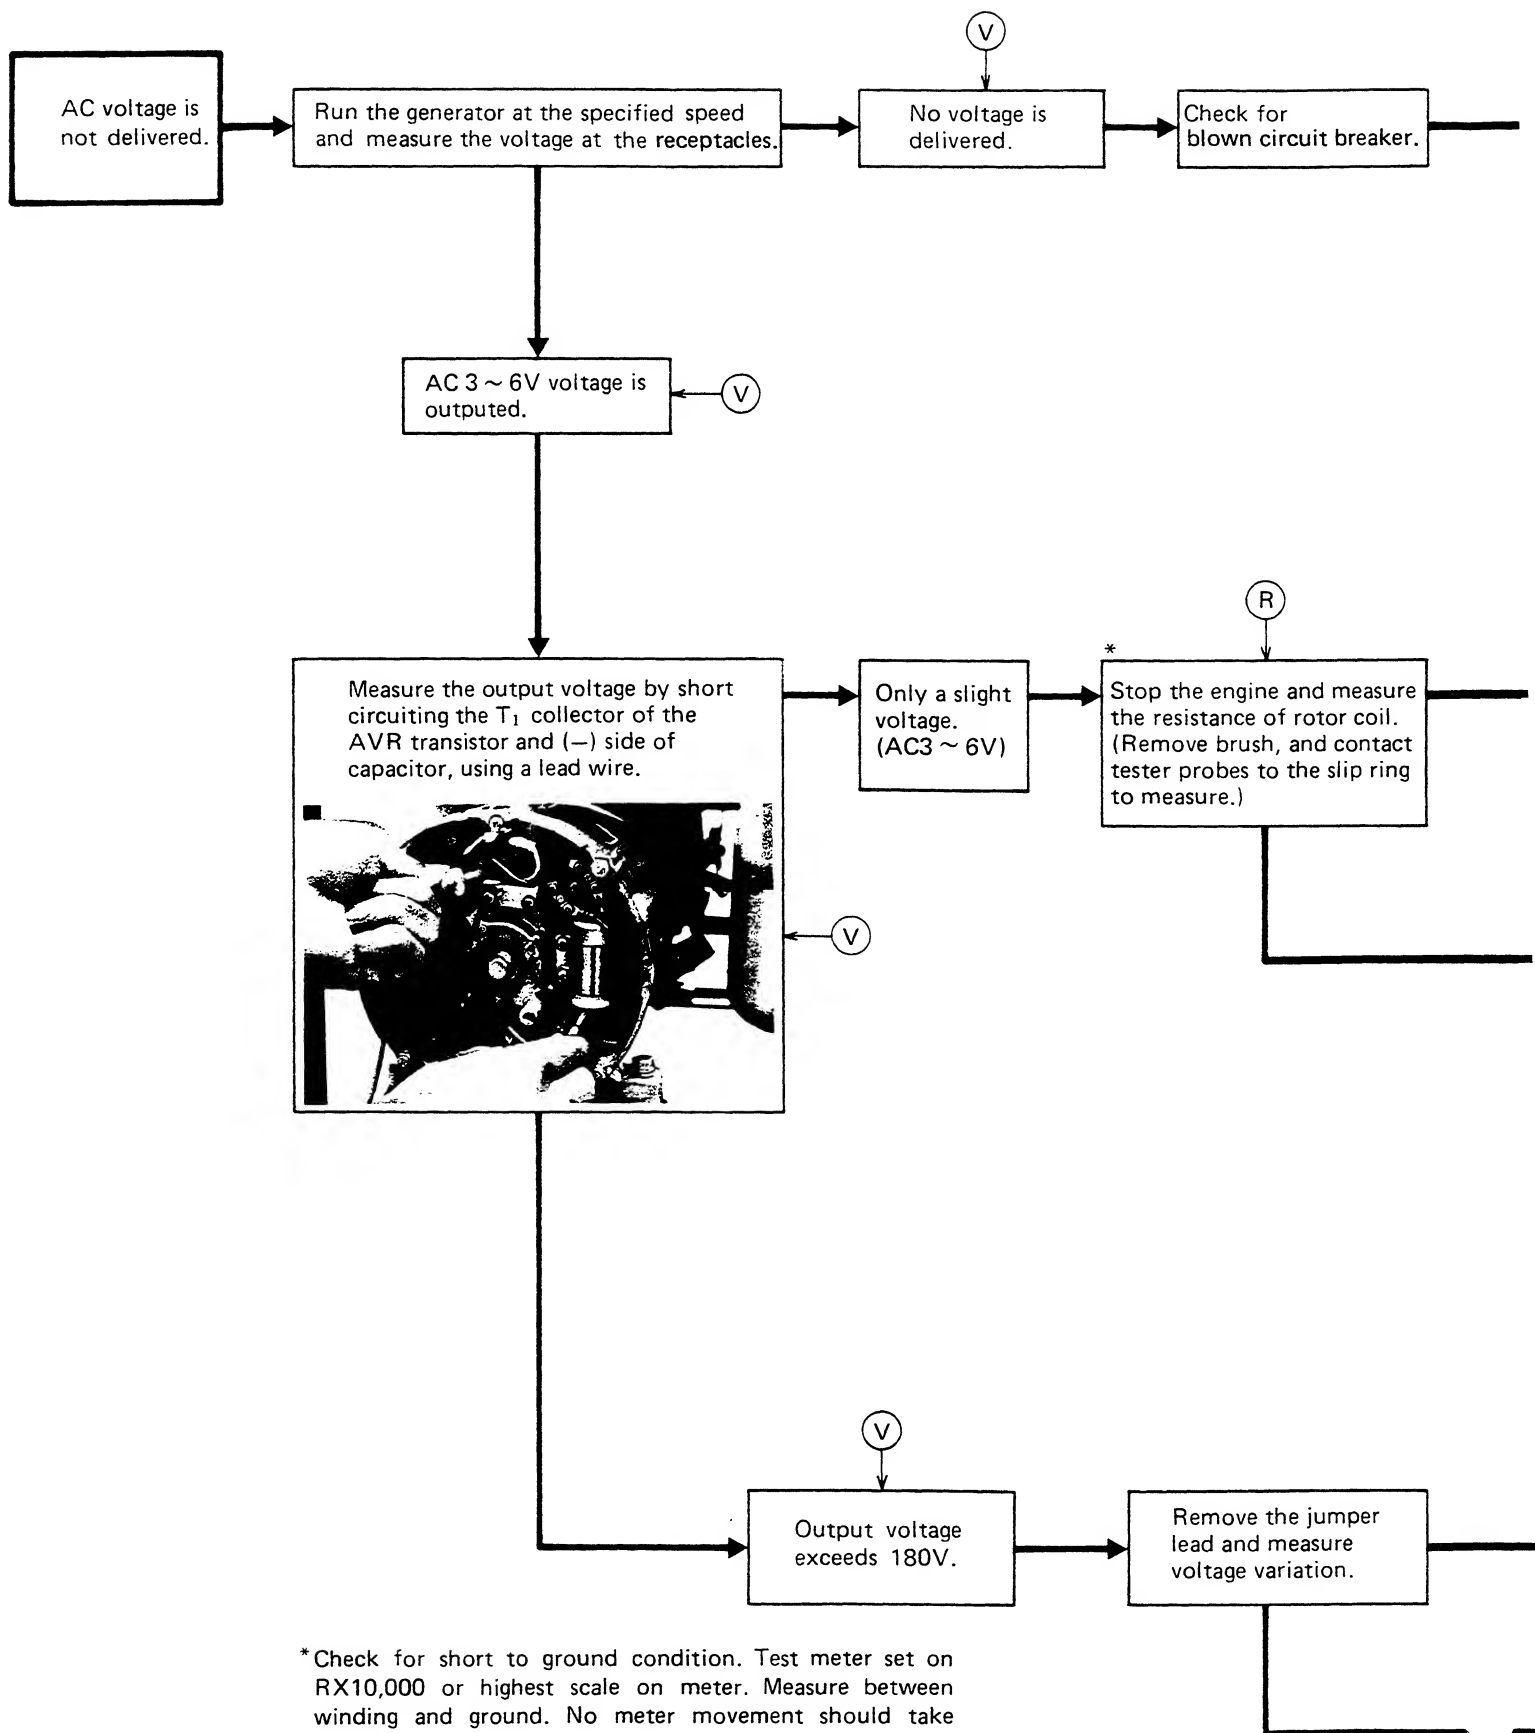 V
AC voltage is
not delivered.
Run the generator at the specified speed
and measure the voltage at the receptacles.
No voltage is
delivered.
Check for
blown circuit breaker.
AC 3 ~ 6V voltage is
outputed.
V
R
*
Measure the output voltage by short
circuiting the T₁ collector of the
AVR transistor and (−) side of
capacitor, using a lead wire.
Only a slight
voltage.
(AC3 ~ 6V)
Stop the engine and measure
the resistance of rotor coil.
(Remove brush, and contact
tester probes to the slip ring
to measure.)
V
V
Output voltage
exceeds 180V.
Remove the jumper
lead and measure
voltage variation.
*Check for short to ground condition. Test meter set on
RX10,000 or highest scale on meter. Measure between
winding and ground. No meter movement should take